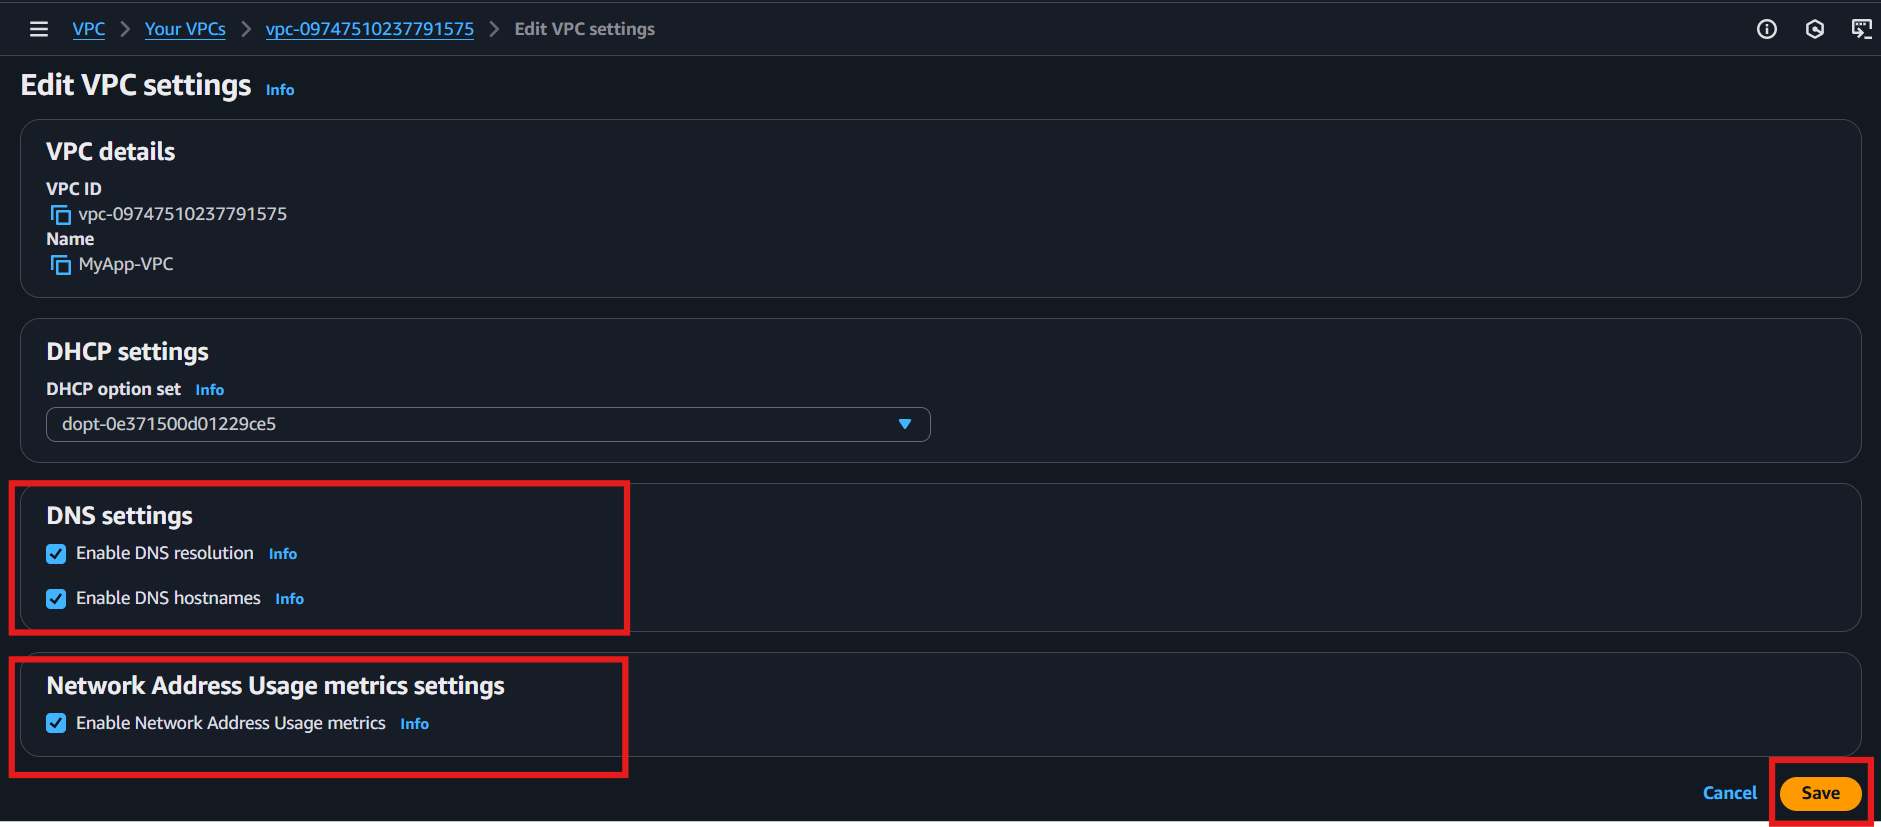 VPC > Your VPCs > vpc-09747510237791575 > Edit VPC settings
Edit VPC settings Info
VPC details
VPC ID
vpc-09747510237791575
Name
MyApp-VPC
DHCP settings
DHCP option set Info
dopt-0e371500d01229ce5
DNS settings
Enable DNS resolution Info
Enable DNS hostnames Info
Network Address Usage metrics settings
Enable Network Address Usage metrics Info
Cancel Save